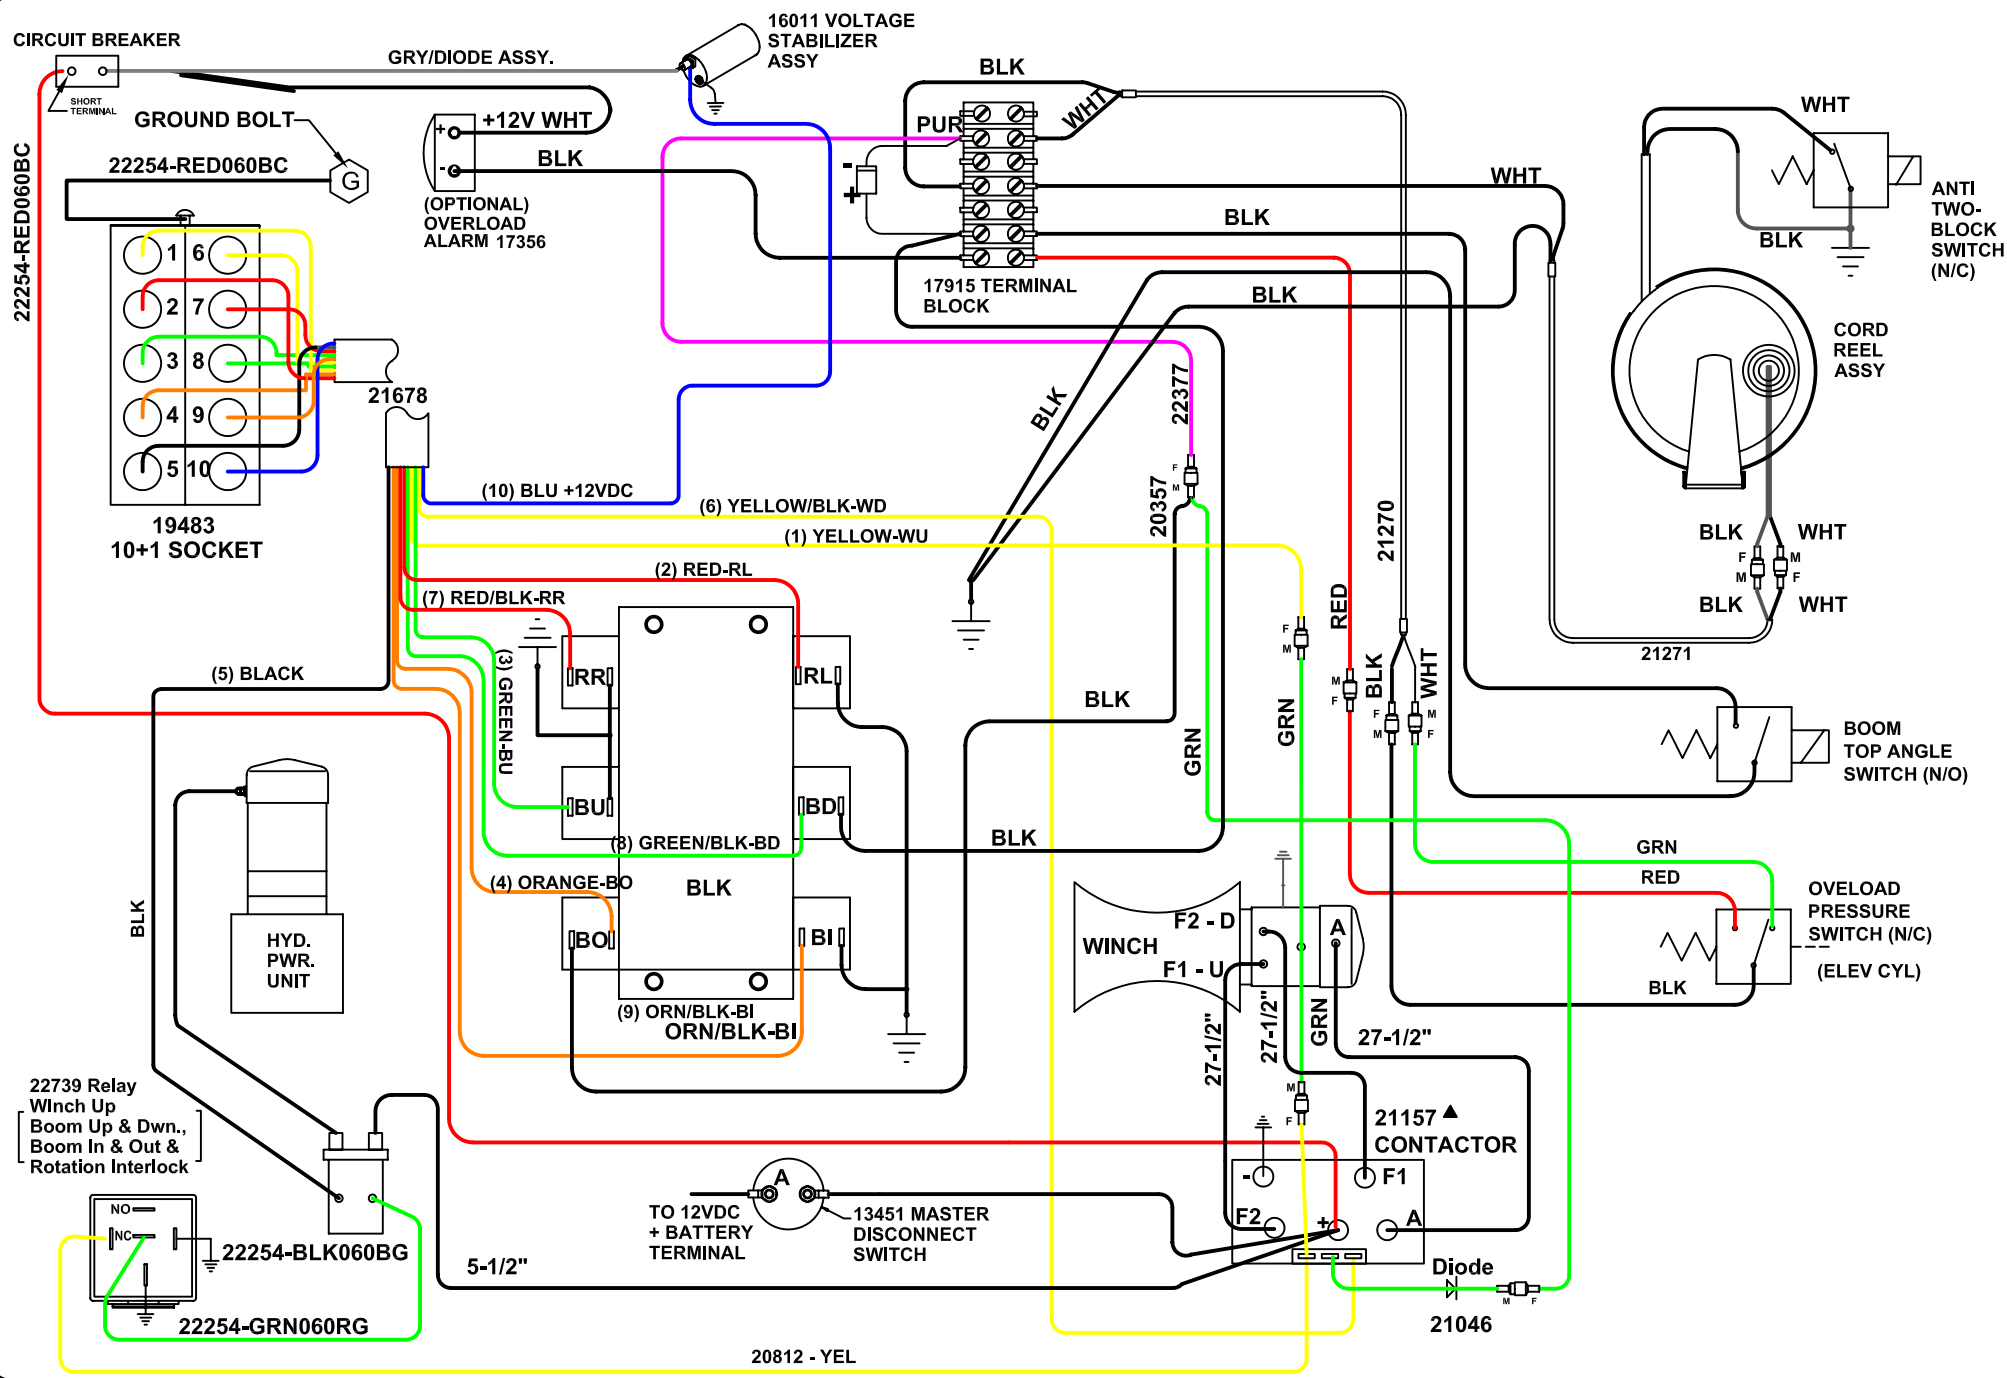 CIRCUIT BREAKER
SHORT
TERMINAL
GRY/DIODE ASSY.
16011 VOLTAGE
STABILIZER
ASSY
GROUND BOLT
22254-RED060BC
G
22254-RED060BC
+
-
+12V WHT
BLK
(OPTIONAL)
OVERLOAD
ALARM 17356
BLK
WHT
PUR
-
+
17915 TERMINAL
BLOCK
WHT
BLK
BLK
WHT
BLK
ANTI
TWO-
BLOCK
SWITCH
(N/C)
CORD
REEL
ASSY
1 6
2 7
3 8
4 9
5 10
19483
10+1 SOCKET
21678
(10) BLU +12VDC
(6) YELLOW/BLK-WD
(1) YELLOW-WU
(2) RED-RL
(7) RED/BLK-RR
(3) GREEN-BU
(5) BLACK
(8) GREEN/BLK-BD
(4) ORANGE-BO
(9) ORN/BLK-BI
ORN/BLK-BI
RR
RL
BU
BD
BO
BI
BLK
BLK
22377
F
M
20357
BLK
BLK
GRN
F
M
GRN
RED
M
F
21270
BLK
WHT
F
M
M
F
BLK
WHT
F
M
M
F
BLK
WHT
21271
BOOM
TOP ANGLE
SWITCH (N/O)
GRN
RED
BLK
OVELOAD
PRESSURE
SWITCH (N/C)
(ELEV CYL)
WINCH
F2 - D
F1 - U
A
27-1/2"
27-1/2"
GRN
27-1/2"
M
F
21157
CONTACTOR
-
F1
F2
+
A
Diode
M
F
21046
HYD.
PWR.
UNIT
BLK
22739 Relay
WInch Up
Boom Up & Dwn.,
Boom In & Out &
Rotation Interlock
NO
NC
22254-BLK060BG
22254-GRN060RG
5-1/2"
A
TO 12VDC
+ BATTERY
TERMINAL
13451 MASTER
DISCONNECT
SWITCH
20812 - YEL